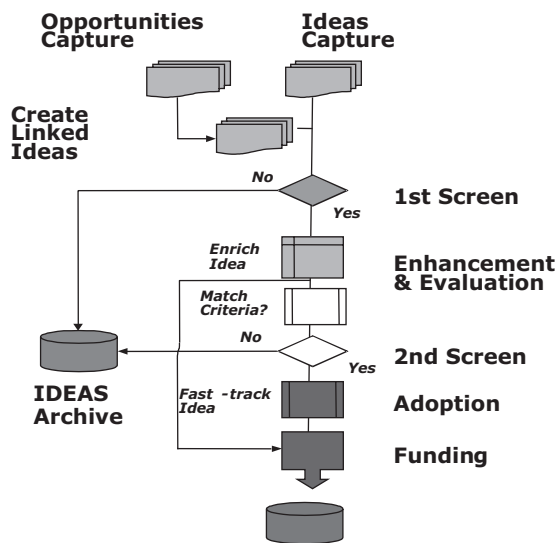 Opportunities
Capture
Ideas
Capture
Create
Linked
Ideas
No
1st Screen
Yes
Enrich
Idea
Enhancement
& Evaluation
Match
Criteria?
No
2nd Screen
Yes
IDEAS
Archive
Fast -track
Idea
Adoption
Funding